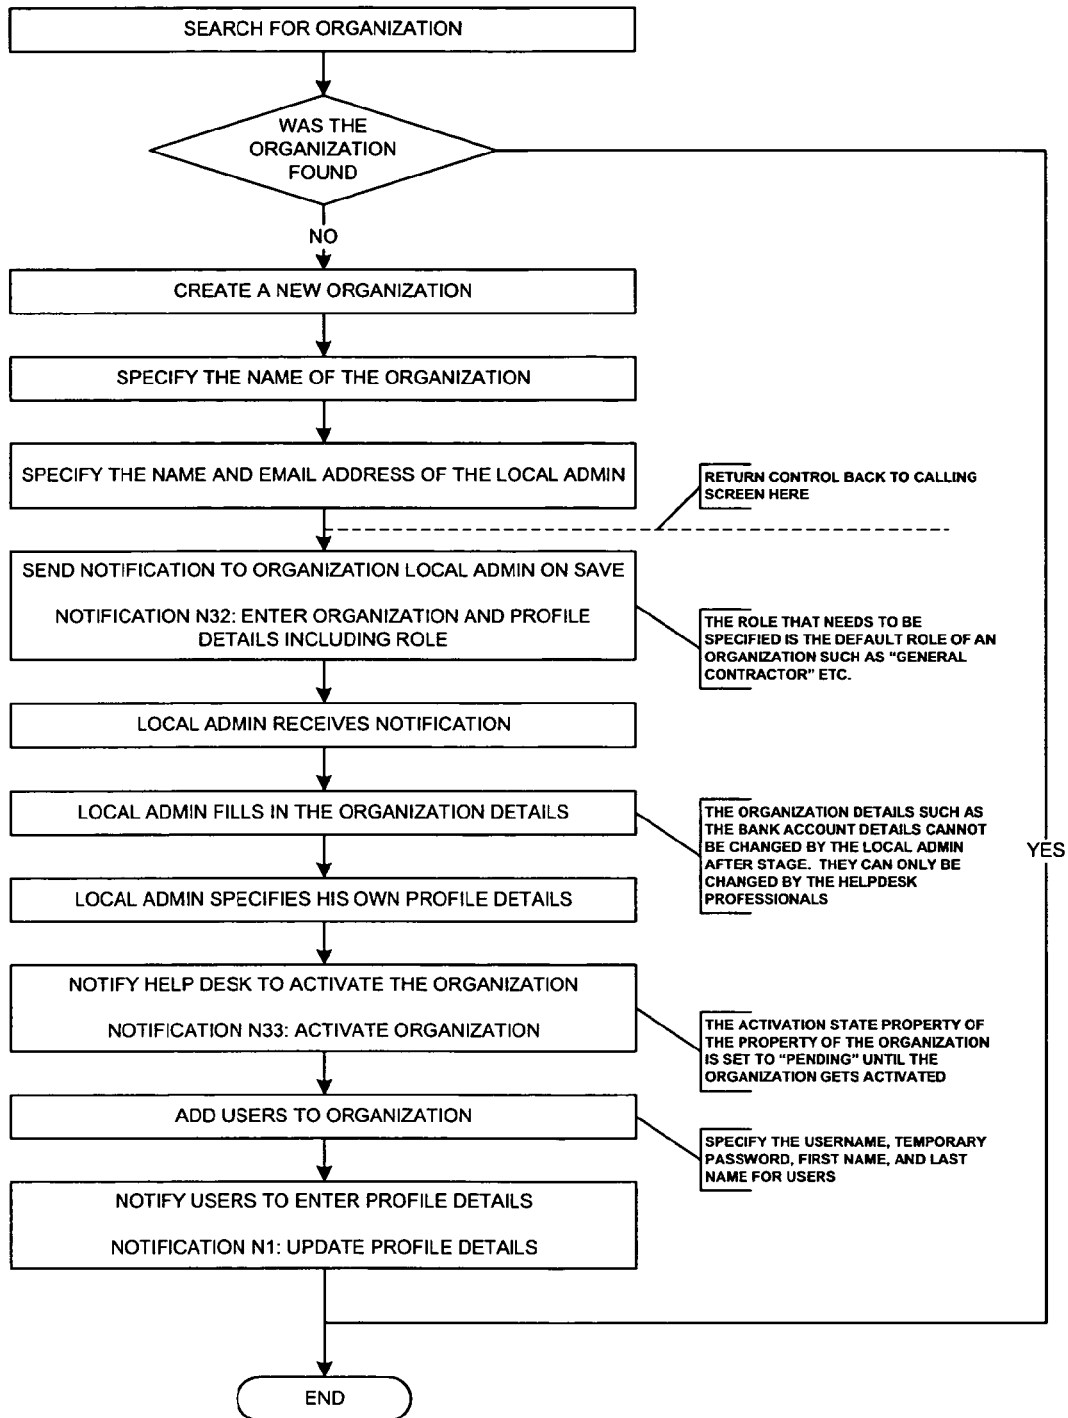 SEARCH FOR ORGANIZATION
WAS THE
ORGANIZATION
FOUND
NO
CREATE A NEW ORGANIZATION
SPECIFY THE NAME OF THE ORGANIZATION
SPECIFY THE NAME AND EMAIL ADDRESS OF THE LOCAL ADMIN
RETURN CONTROL BACK TO CALLING
SCREEN HERE
SEND NOTIFICATION TO ORGANIZATION LOCAL ADMIN ON SAVE
NOTIFICATION N32: ENTER ORGANIZATION AND PROFILE
DETAILS INCLUDING ROLE
THE ROLE THAT NEEDS TO BE
SPECIFIED IS THE DEFAULT ROLE OF AN
ORGANIZATION SUCH AS "GENERAL
CONTRACTOR" ETC.
LOCAL ADMIN RECEIVES NOTIFICATION
LOCAL ADMIN FILLS IN THE ORGANIZATION DETAILS
THE ORGANIZATION DETAILS SUCH AS
THE BANK ACCOUNT DETAILS CANNOT
BE CHANGED BY THE LOCAL ADMIN
AFTER STAGE. THEY CAN ONLY BE
CHANGED BY THE HELPDESK
PROFESSIONALS
YES
LOCAL ADMIN SPECIFIES HIS OWN PROFILE DETAILS
NOTIFY HELP DESK TO ACTIVATE THE ORGANIZATION
NOTIFICATION N33: ACTIVATE ORGANIZATION
THE ACTIVATION STATE PROPERTY OF
THE PROPERTY OF THE ORGANIZATION
IS SET TO "PENDING" UNTIL THE
ORGANIZATION GETS ACTIVATED
ADD USERS TO ORGANIZATION
SPECIFY THE USERNAME, TEMPORARY
PASSWORD, FIRST NAME, AND LAST
NAME FOR USERS
NOTIFY USERS TO ENTER PROFILE DETAILS
NOTIFICATION N1: UPDATE PROFILE DETAILS
END